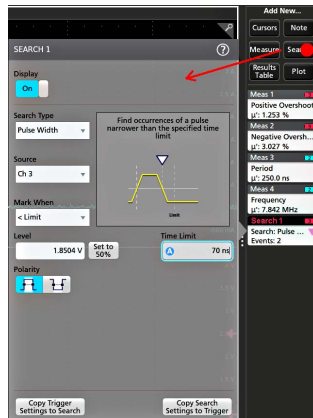 Add New...
Cursors
Note
Measure
Results Table
Plot
SEARCH 1
?
Display
On
Search Type
Pulse Width
Find occurrences of a pulse
narrower than the specified time
limit
Source
Ch 3
Limit
Mark When
< Limit
Level
1.8504 V
Set to
50%
Time Limit
A
70 ns
Polarity
Copy Trigger
Settings to Search
Copy Search
Settings to Trigger
Meas 1
Positive Overshoot
µ': 1.253 %
Meas 2
Negative Oversh...
µ': 3.027 %
Meas 3
Period
µ': 250.0 ns
Meas 4
Frequency
µ': 7.842 MHz
Search 1
Search: Pulse ...
Events: 2